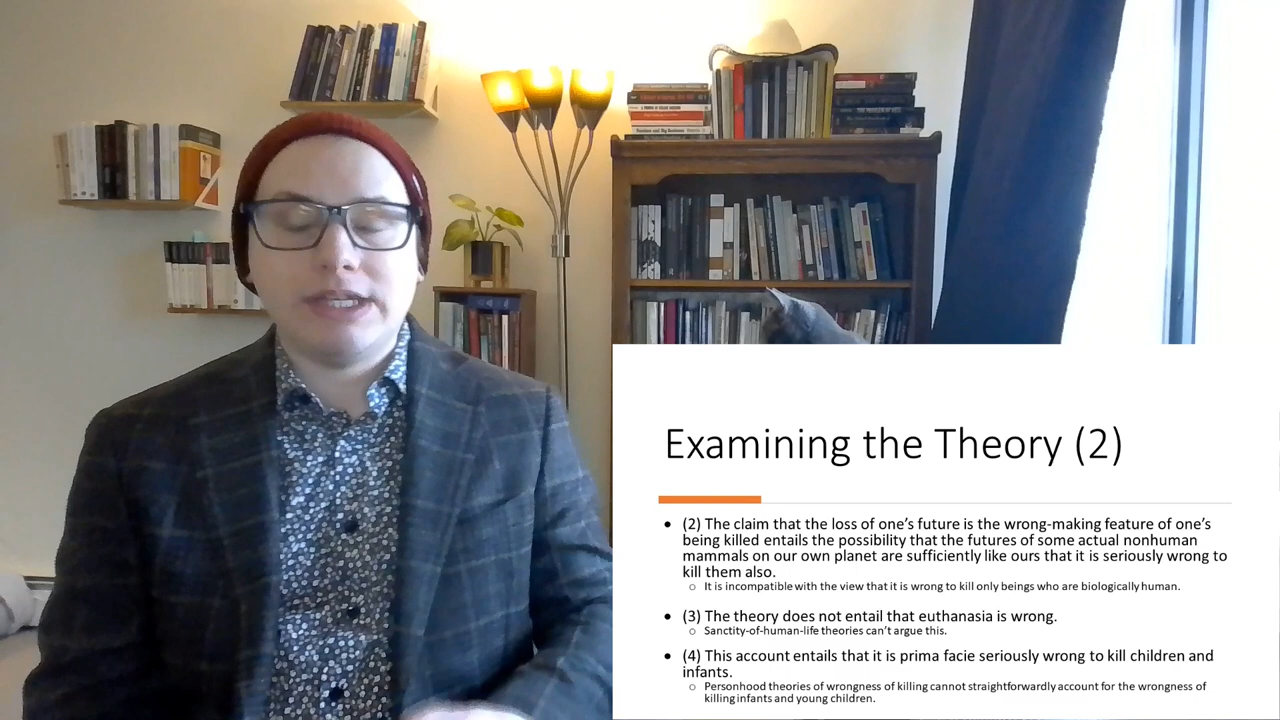 Examining the Theory (2)
• (2) The claim that the loss of one's future is the wrong-making feature of one's
being killed entails the possibility that the futures of some actual nonhuman
mammals on our own planet are sufficiently like ours that it is seriously wrong to
kill them also.
○ It is incompatible with the view that it is wrong to kill only beings who are biologically human.
• (3) The theory does not entail that euthanasia is wrong.
○ Sanctity-of-human-life theories can't argue this.
• (4) This account entails that it is prima facie seriously wrong to kill children and
infants.
○ Personhood theories of wrongness of killing cannot straightforwardly account for the wrongness of
killing infants and young children.